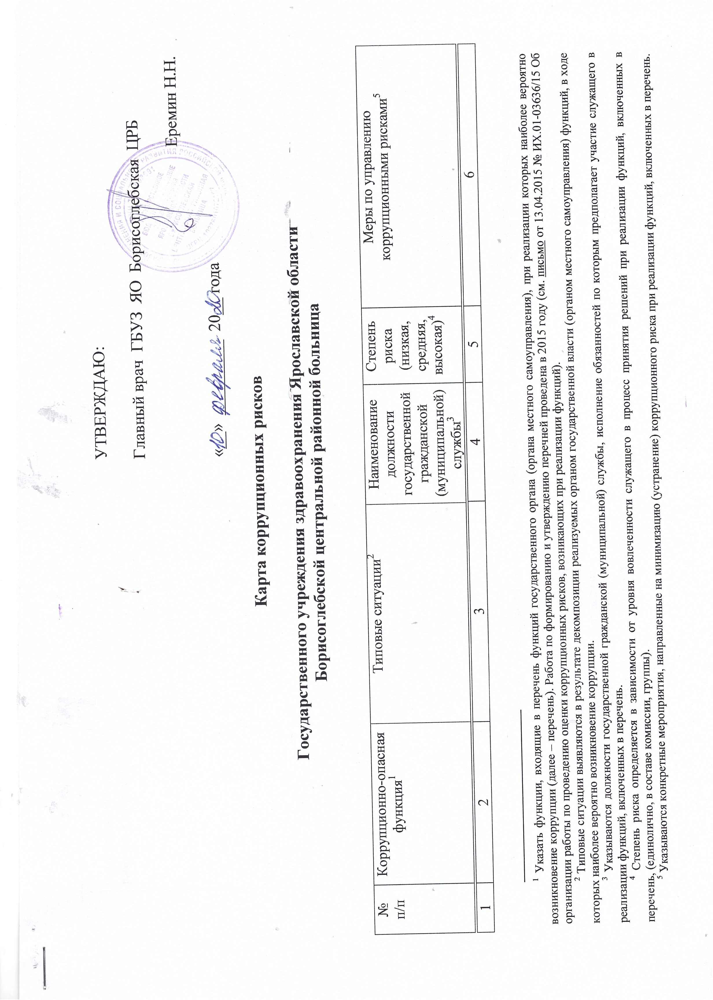 УТВЕРЖДАЮ:
Главный врач ГБУЗ ЯО Борисоглебская ЦРБ
Еремин Н.Н.
«10» февраля 2020года
Карта коррупционных рисков
Государственного учреждения здравоохранения Ярославской области
Борисоглебской центральной районной больница
№
п/п
Коррупционно-опасная
функция1
Типовые ситуации2
Наименование
должности
государственной
гражданской
(муниципальной)
службы3
Степень
риска
(низкая,
средняя,
высокая)4
Меры по управлению
коррупционными рисками5
1 2 3 4 5 6
1 Указать функции, входящие в перечень функций государственного органа (органа местного самоуправления), при реализации которых наиболее вероятно
возникновение коррупции (далее – перечень). Работа по формированию и утверждению перечней проведена в 2015 году (см. письмо от 13.04.2015 № ИХ.01-03636/15 Об
организации работы по проведению оценки коррупционных рисков, возникающих при реализации функций).
2 Типовые ситуации выявляются в результате декомпозиции реализуемых органом государственной власти (органом местного самоуправления) функций, в ходе
которых наиболее вероятно возникновение коррупции.
3 Указываются должности государственной гражданской (муниципальной) службы, исполнение обязанностей по которым предполагает участие служащего в
реализации функций, включенных в перечень.
4 Степень риска определяется в зависимости от уровня вовлеченности служащего в процесс принятия решений при реализации функций, включенных в
перечень, (единолично, в составе комиссии, группы).
5 Указываются конкретные мероприятия, направленные на минимизацию (устранение) коррупционного риска при реализации функций, включенных в перечень.